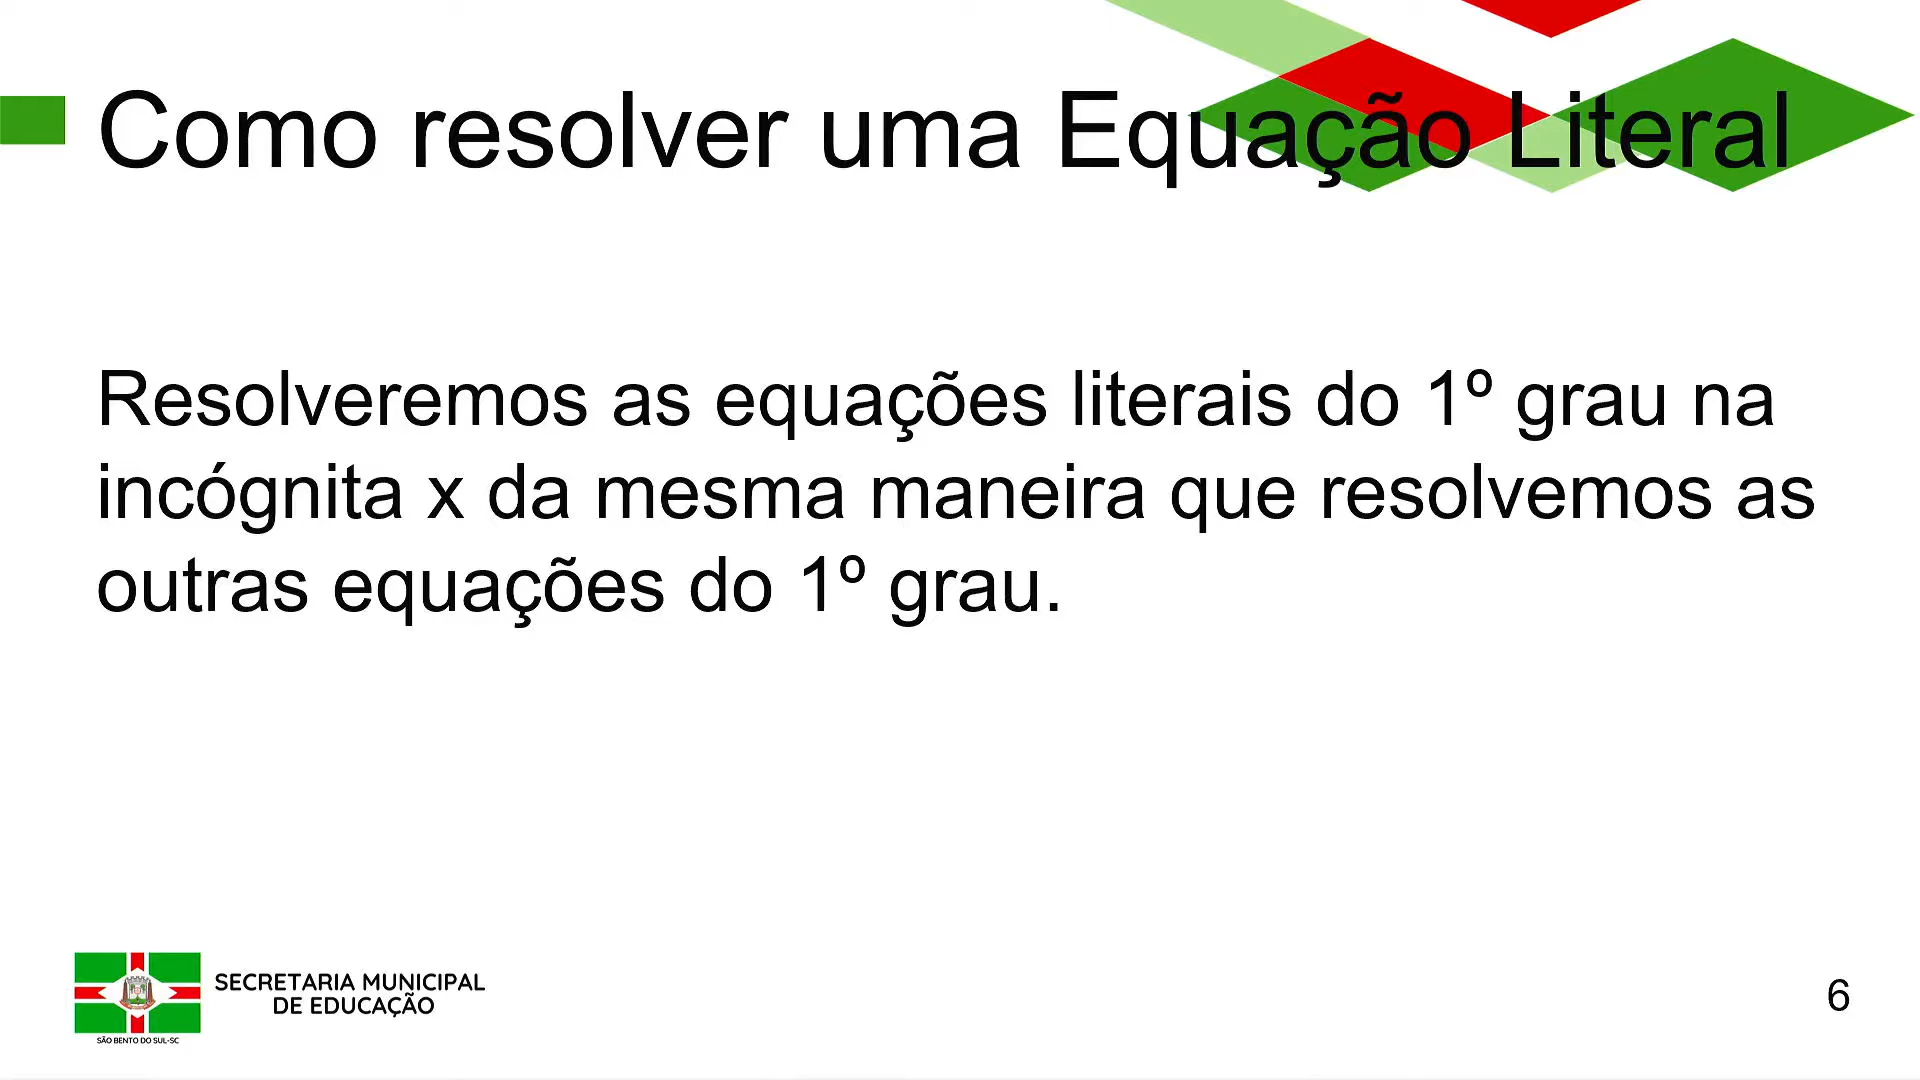 Como resolver uma Equação Literal
Resolveremos as equações literais do 1º grau na
incógnita x da mesma maneira que resolvemos as
outras equações do 1º grau.
SECRETARIA MUNICIPAL
DE EDUCAÇÃO
SÃO BENTO DO SUL-SC
6